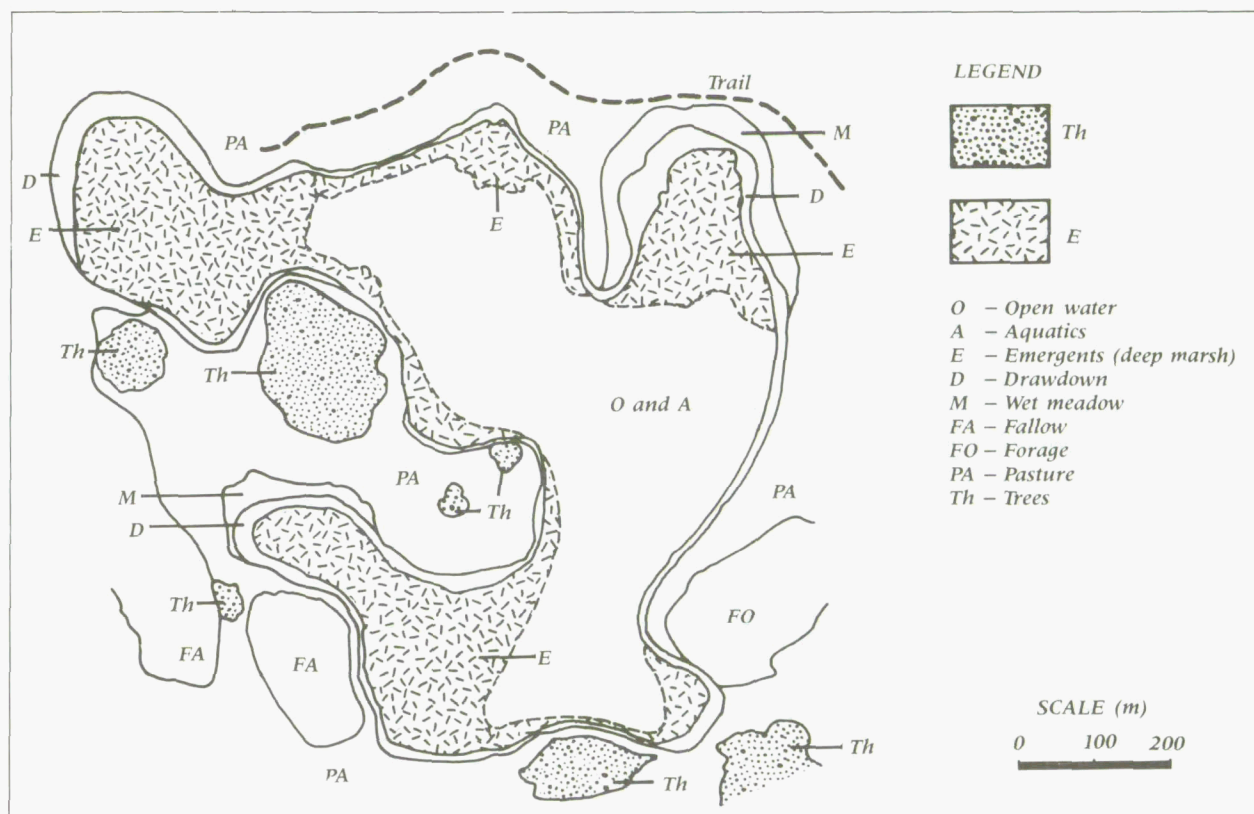 Trail
PA
PA
M
D
D
E
E
E
Th
Th
O and A
PA
PA
M
Th
D
Th
FO
FA
FA
E
PA
Th
Th
LEGEND
Th
E
O – Open water
A – Aquatics
E – Emergents (deep marsh)
D – Drawdown
M – Wet meadow
FA – Fallow
FO – Forage
PA – Pasture
Th – Trees
SCALE (m)
0 100 200